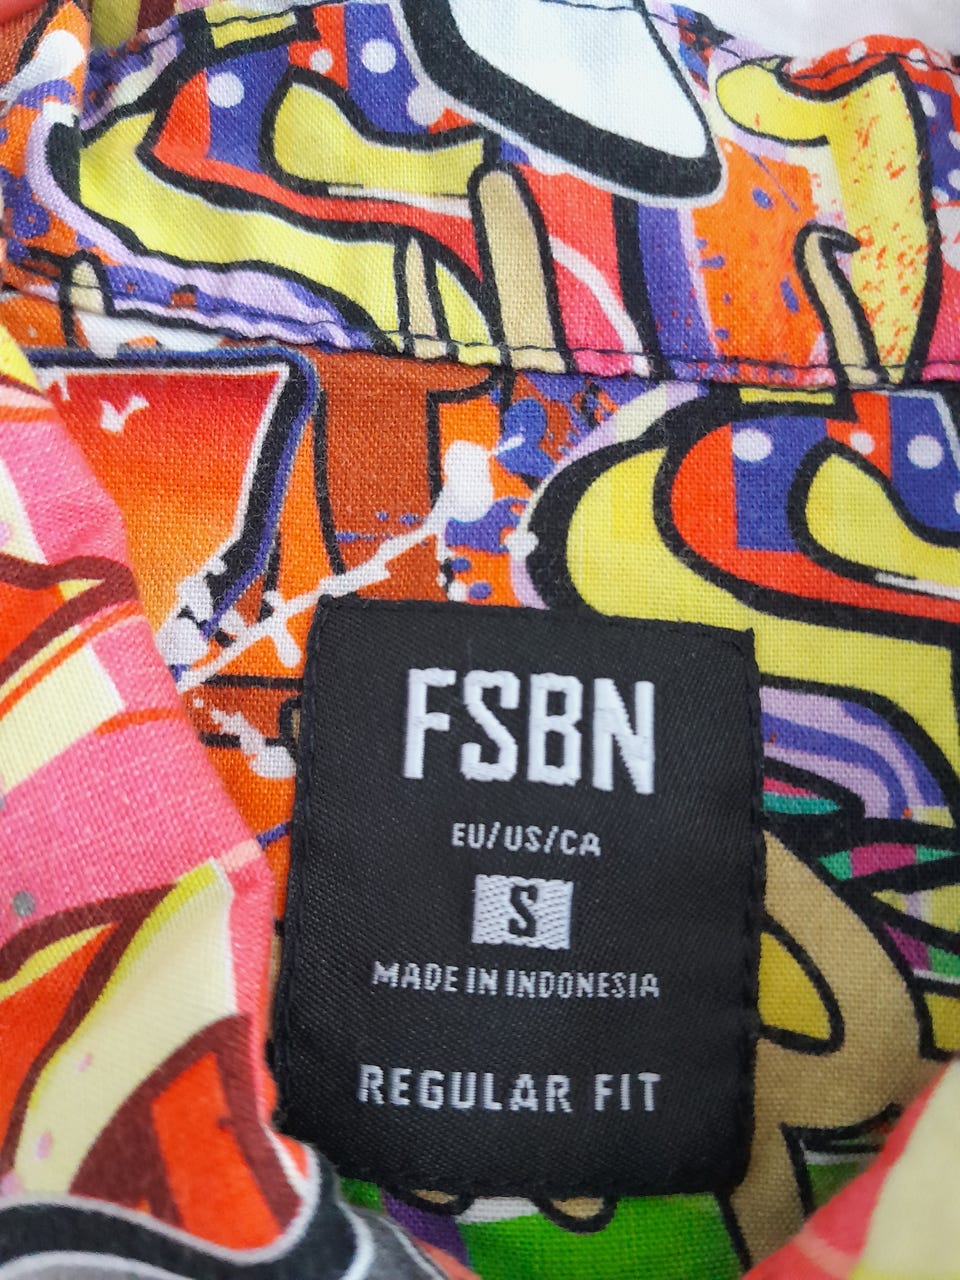 FSBN
EU/US/CA
S
MADE IN INDONESIA
REGULAR FIT